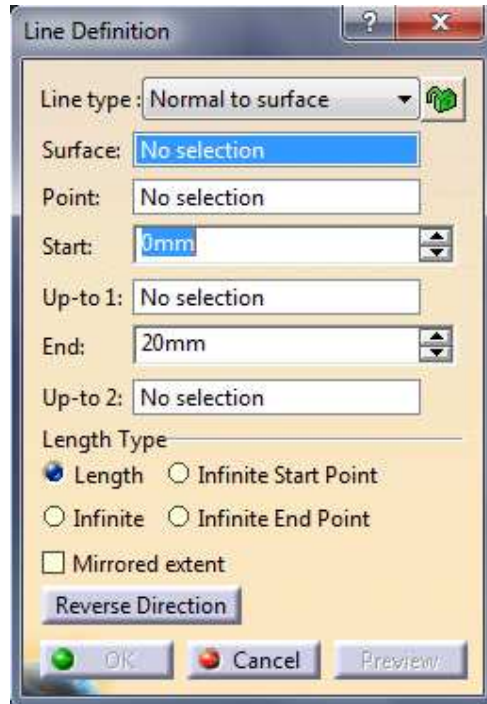 Line Definition ? X
Line type : Normal to surface
Surface: No selection
Point: No selection
Start: 0mm
Up-to 1: No selection
End: 20mm
Up-to 2: No selection
Length Type
Length Infinite Start Point
Infinite Infinite End Point
Mirrored extent
Reverse Direction
OK Cancel Preview